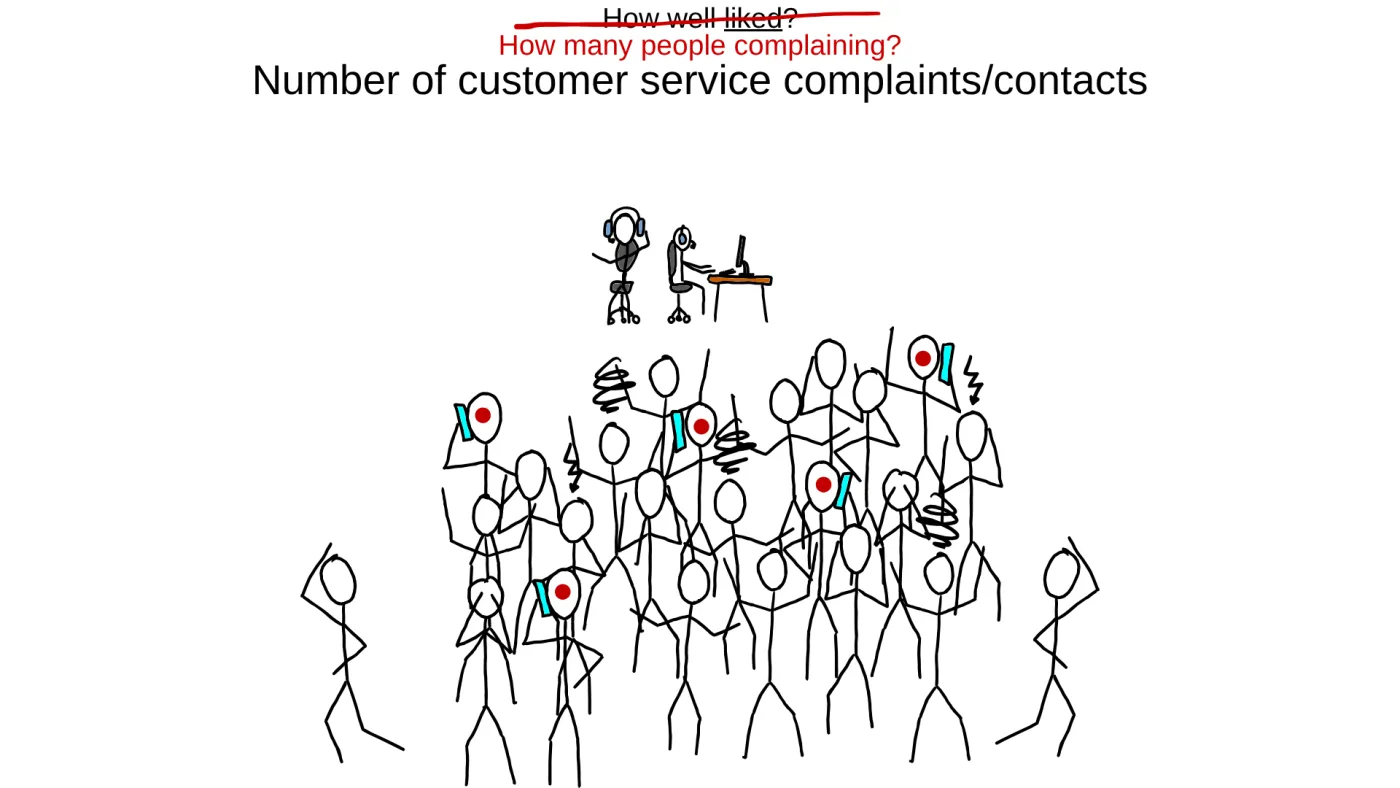 How well liked?
How many people complaining?
Number of customer service complaints/contacts